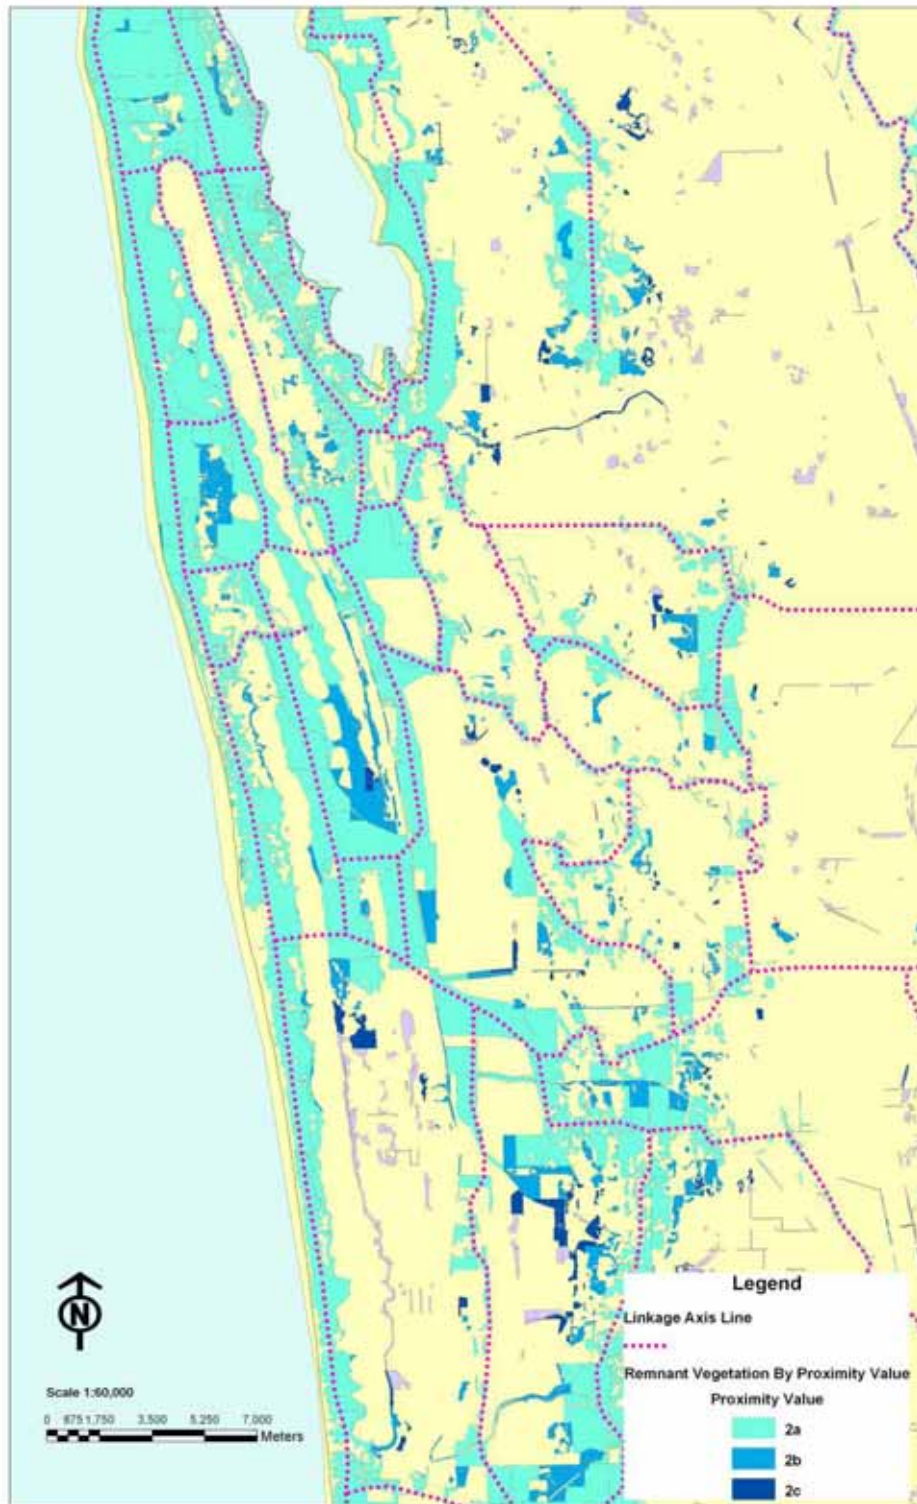 Legend
Linkage Axis Line
Remnant Vegetation By Proximity Value
Proximity Value
2a
2b
2c
N
Scale 1:60,000
0 875 1,750 3,500 5,250 7,000
Meters